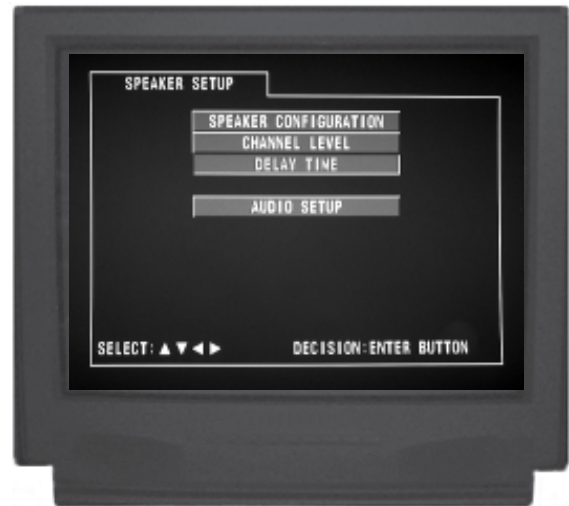 SPEAKER SETUP
SPEAKER CONFIGURATION
CHANNEL LEVEL
DELAY TIME
AUDIO SETUP
SELECT:▲▼◀▶ DECISION:ENTER BUTTON